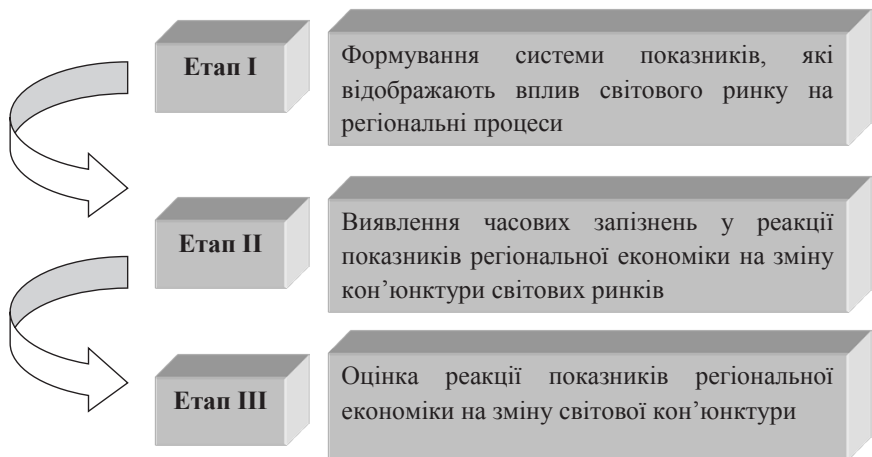 Етап I
Формування системи показників, які
відображають вплив світового ринку на
регіональні процеси
Етап II
Виявлення часових запізнень у реакції
показників регіональної економіки на зміну
кон’юнктури світових ринків
Етап III
Оцінка реакції показників регіональної
економіки на зміну світової кон’юнктури